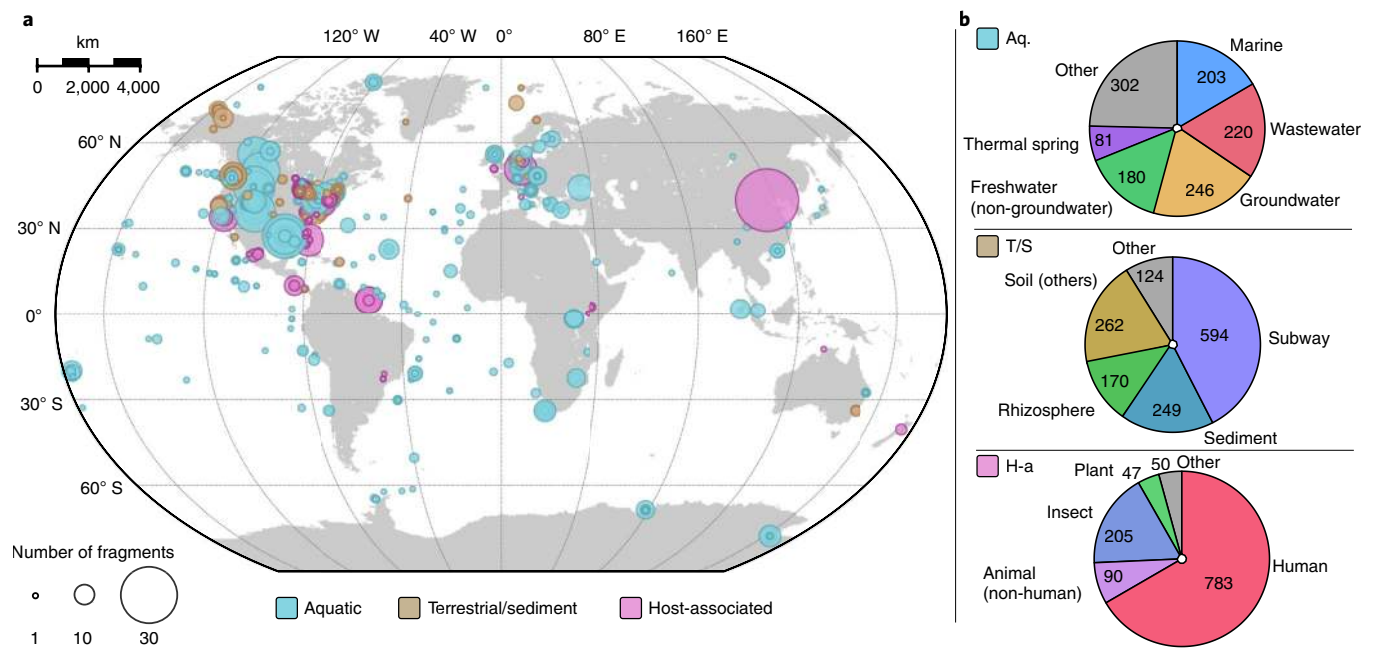 a
km
0 2,000 4,000
120° W 40° W 0° 80° E 160° E
60° N
30° N
0°
30° S
60° S
Number of fragments
1 10 30
Aquatic
Terrestrial/sediment
Host-associated
b
Aq.
Marine
203
Wastewater
220
Groundwater
246
Freshwater
(non-groundwater)
180
Thermal spring
81
Other
302
T/S
Other
124
Soil (others)
262
Subway
594
Rhizosphere
170
Sediment
249
H-a
Plant 47
50 Other
Insect
205
Animal
(non-human)
90
Human
783